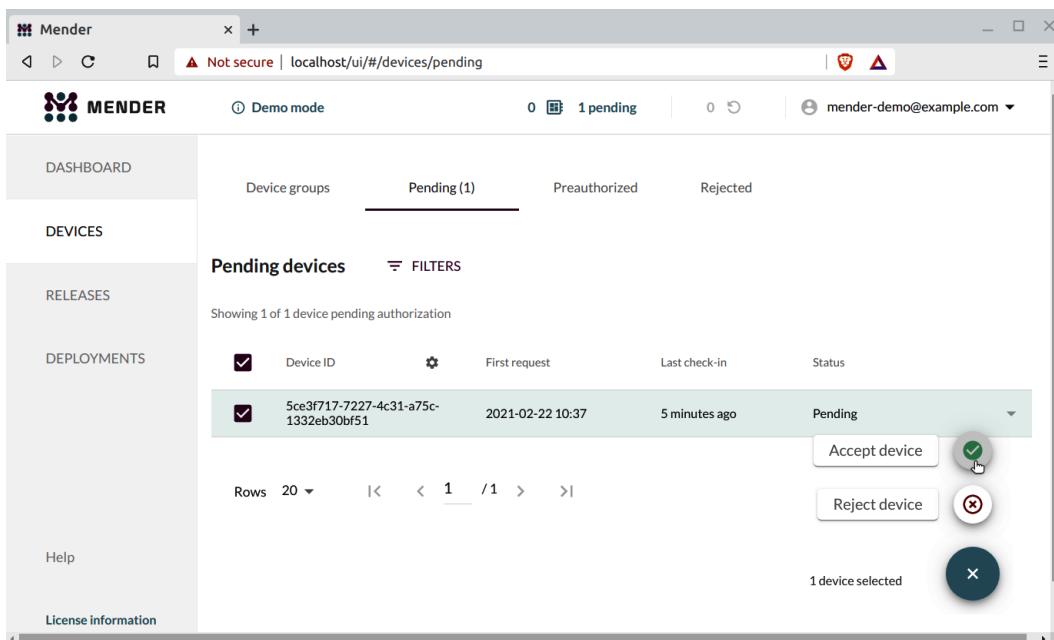 Mender
Not secure | localhost/ui/#/devices/pending
MENDER
Demo mode
0
1 pending
0
mender-demo@example.com
DASHBOARD
DEVICES
RELEASES
DEPLOYMENTS
Help
License information
Device groups
Pending (1)
Preauthorized
Rejected
Pending devices
FILTERS
Showing 1 of 1 device pending authorization
Device ID
First request
Last check-in
Status
5ce3f717-7227-4c31-a75c-
1332eb30bf51
2021-02-22 10:37
5 minutes ago
Pending
Accept device
Rows 20
1 /1
Reject device
1 device selected